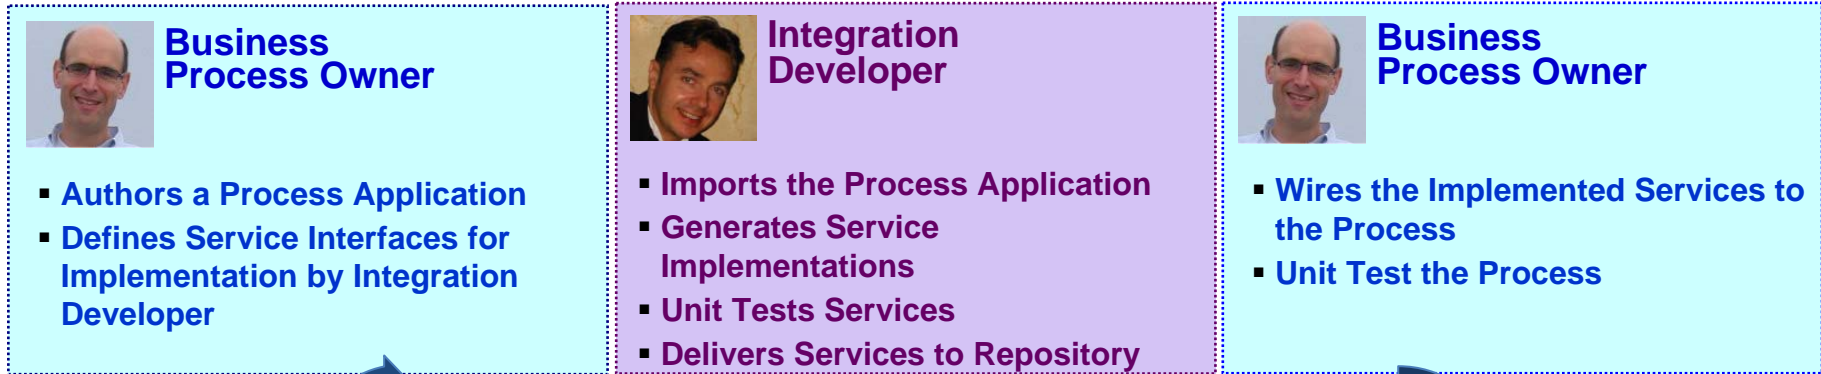 Business
Process Owner
▪ Authors a Process Application
▪ Defines Service Interfaces for
Implementation by Integration
Developer
Integration
Developer
▪ Imports the Process Application
▪ Generates Service
Implementations
▪ Unit Tests Services
▪ Delivers Services to Repository
Business
Process Owner
▪ Wires the Implemented Services to
the Process
▪ Unit Test the Process